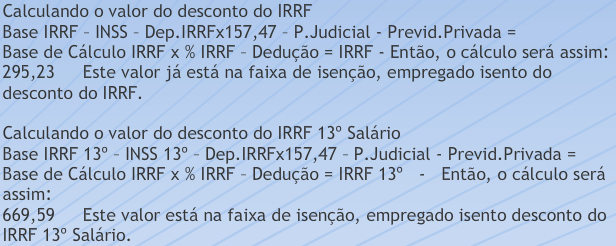 Calculando o valor do desconto do IRRF
Base IRRF – INSS – Dep.IRRFx157,47 – P.Judicial - Previd.Privada =
Base de Cálculo IRRF x % IRRF – Dedução = IRRF - Então, o cálculo será assim:
295,23 Este valor já está na faixa de isenção, empregado isento do
desconto do IRRF.
Calculando o valor do desconto do IRRF 13º Salário
Base IRRF 13º – INSS 13º – Dep.IRRFx157,47 – P.Judicial - Previd.Privada =
Base de Cálculo IRRF x % IRRF – Dedução = IRRF 13º - Então, o cálculo será
assim:
669,59 Este valor está na faixa de isenção, empregado isento desconto do
IRRF 13º Salário.